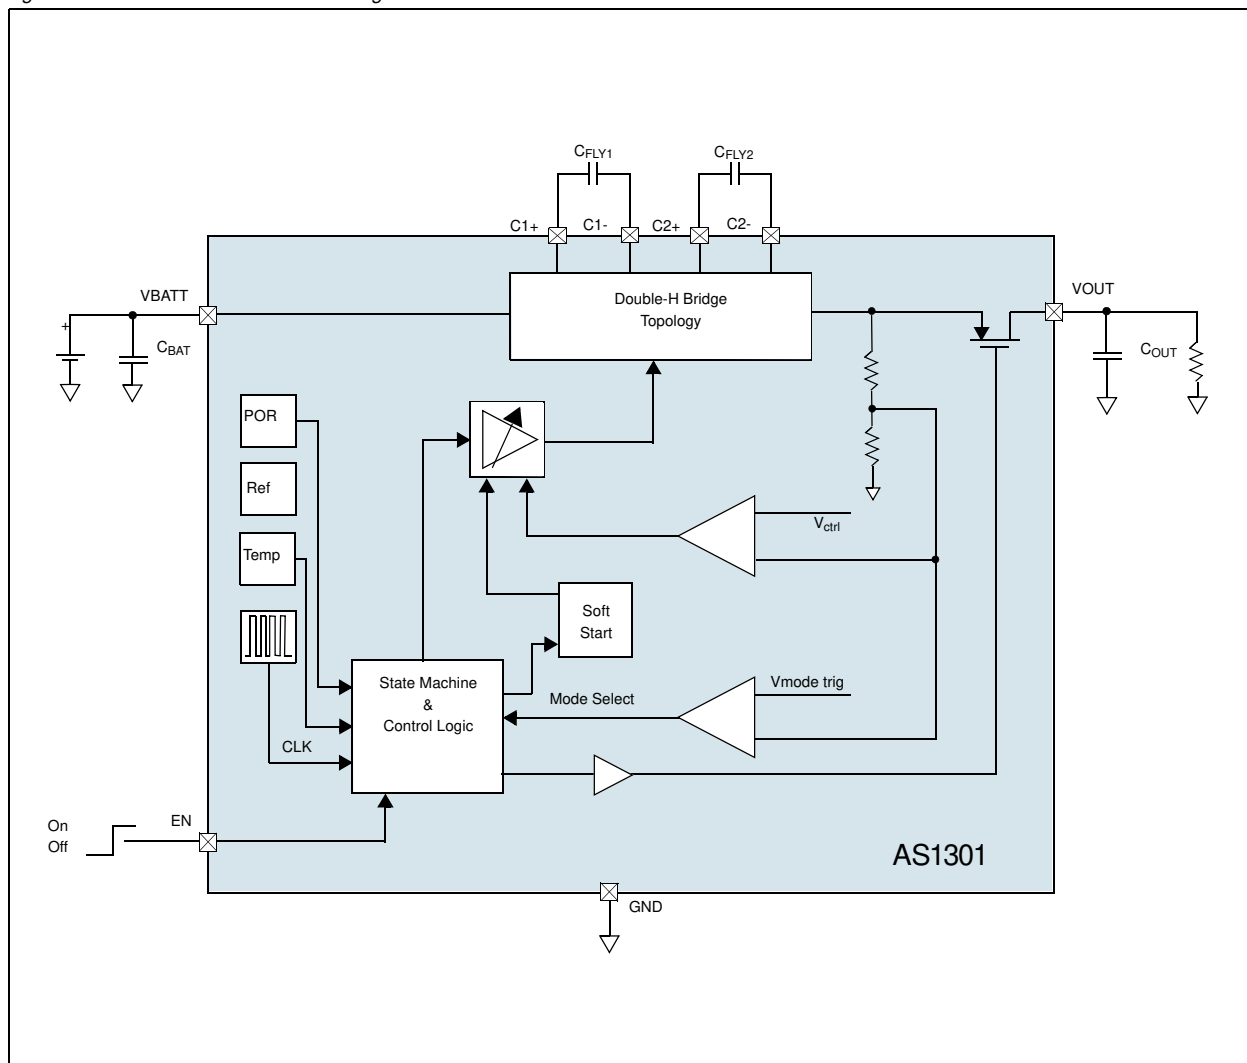 CFLY1
CFLY2
C1+
C1-
C2+
C2-
VBATT
Double-H Bridge
Topology
VOUT
+
CBAT
COUT
POR
Ref
Vctrl
Temp
Soft
Start
State Machine
&
Control Logic
Mode Select
Vmode trig
CLK
On
Off
EN
AS1301
GND